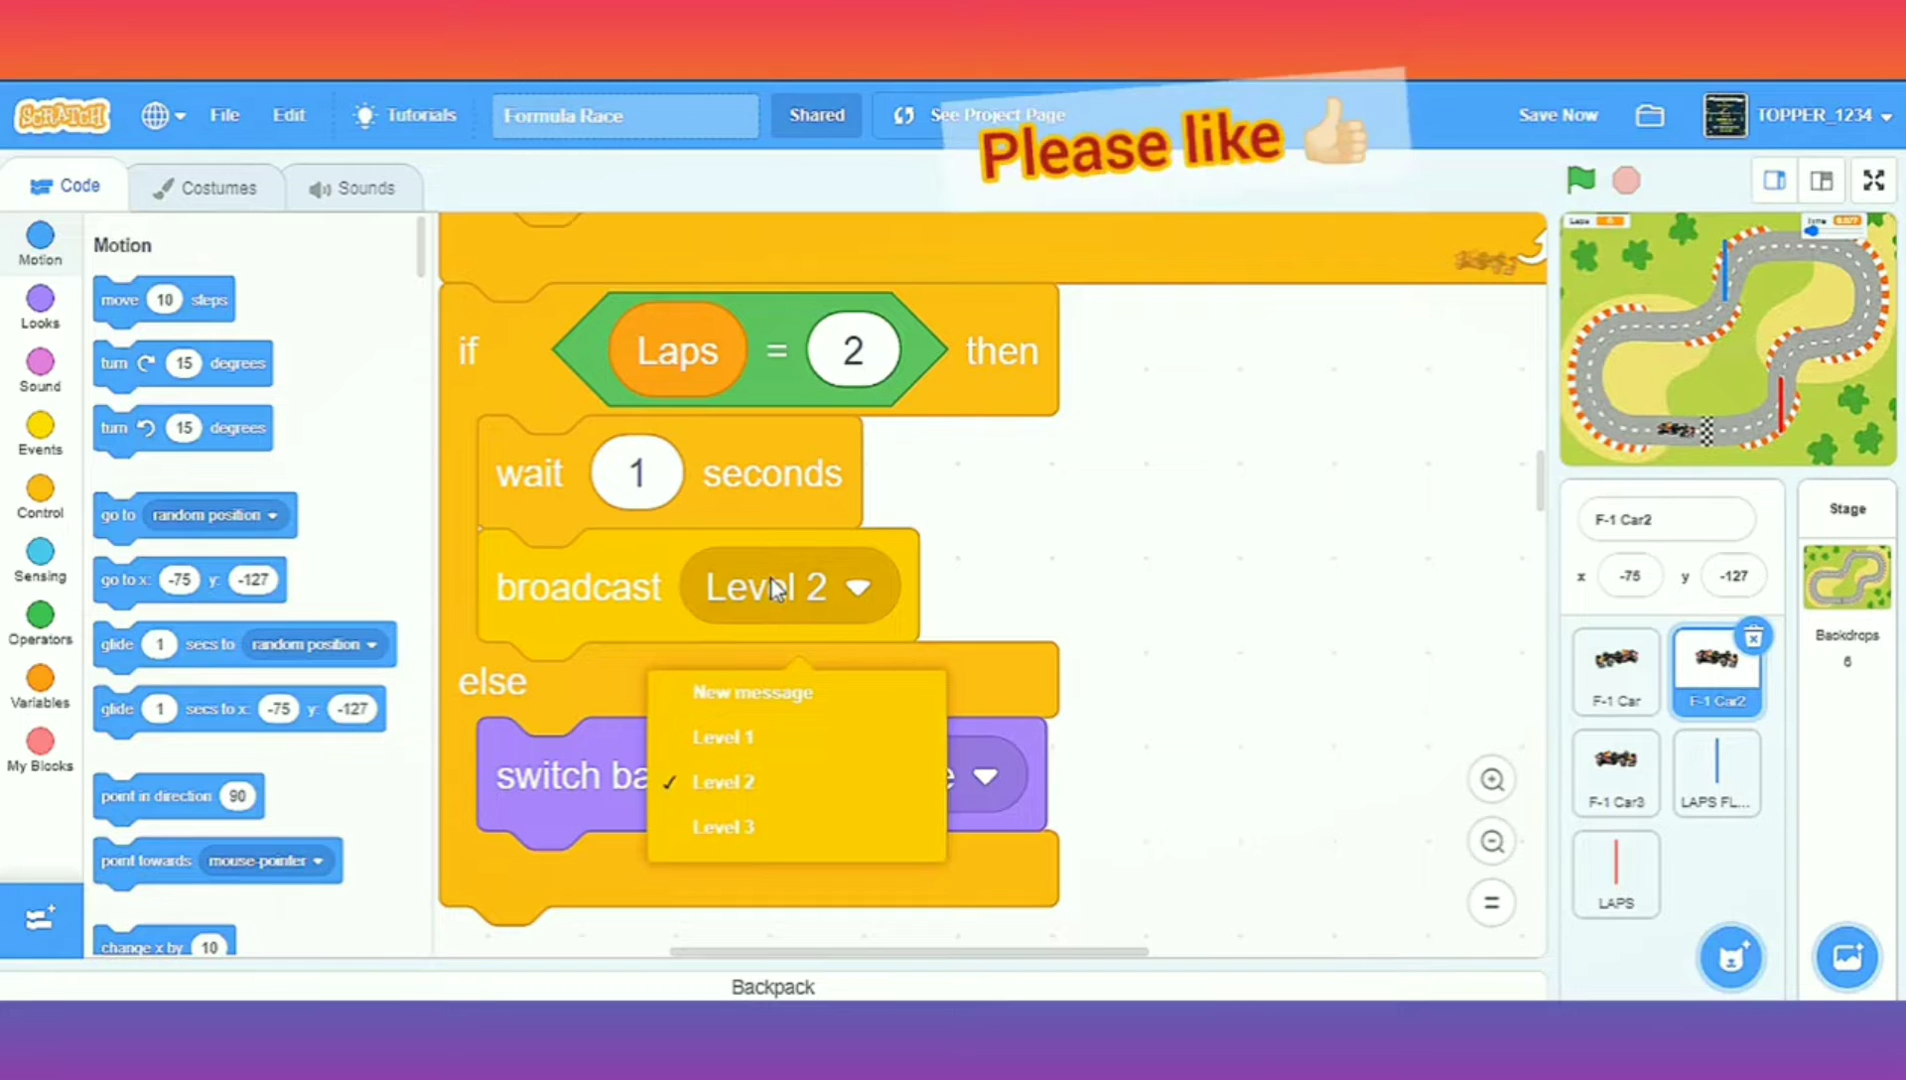 SCRATCH
File
Edit
Tutorials
Formula Race
Shared
See Project Page
Please like
Save Now
TOPPER_1234
Code
Costumes
Sounds
Motion
Looks
Sound
Events
Control
Sensing
Operators
Variables
My Blocks
Motion
move 10 steps
turn 15 degrees
turn 15 degrees
go to random position
go to x: -75 y: -127
glide 1 secs to random position
glide 1 secs to x: -75 y: -127
point in direction 90
point towards mouse-pointer
change x by 10
if Laps = 2 then
wait 1 seconds
broadcast Level 2
New message
Level 1
✓ Level 2
Level 3
else
switch ba
e
Backpack
Laps
F-1 Car2
x -75 y -127
F-1 Car
F-1 Car2
F-1 Car3
LAPS FL...
LAPS
Stage
Backdrops
6